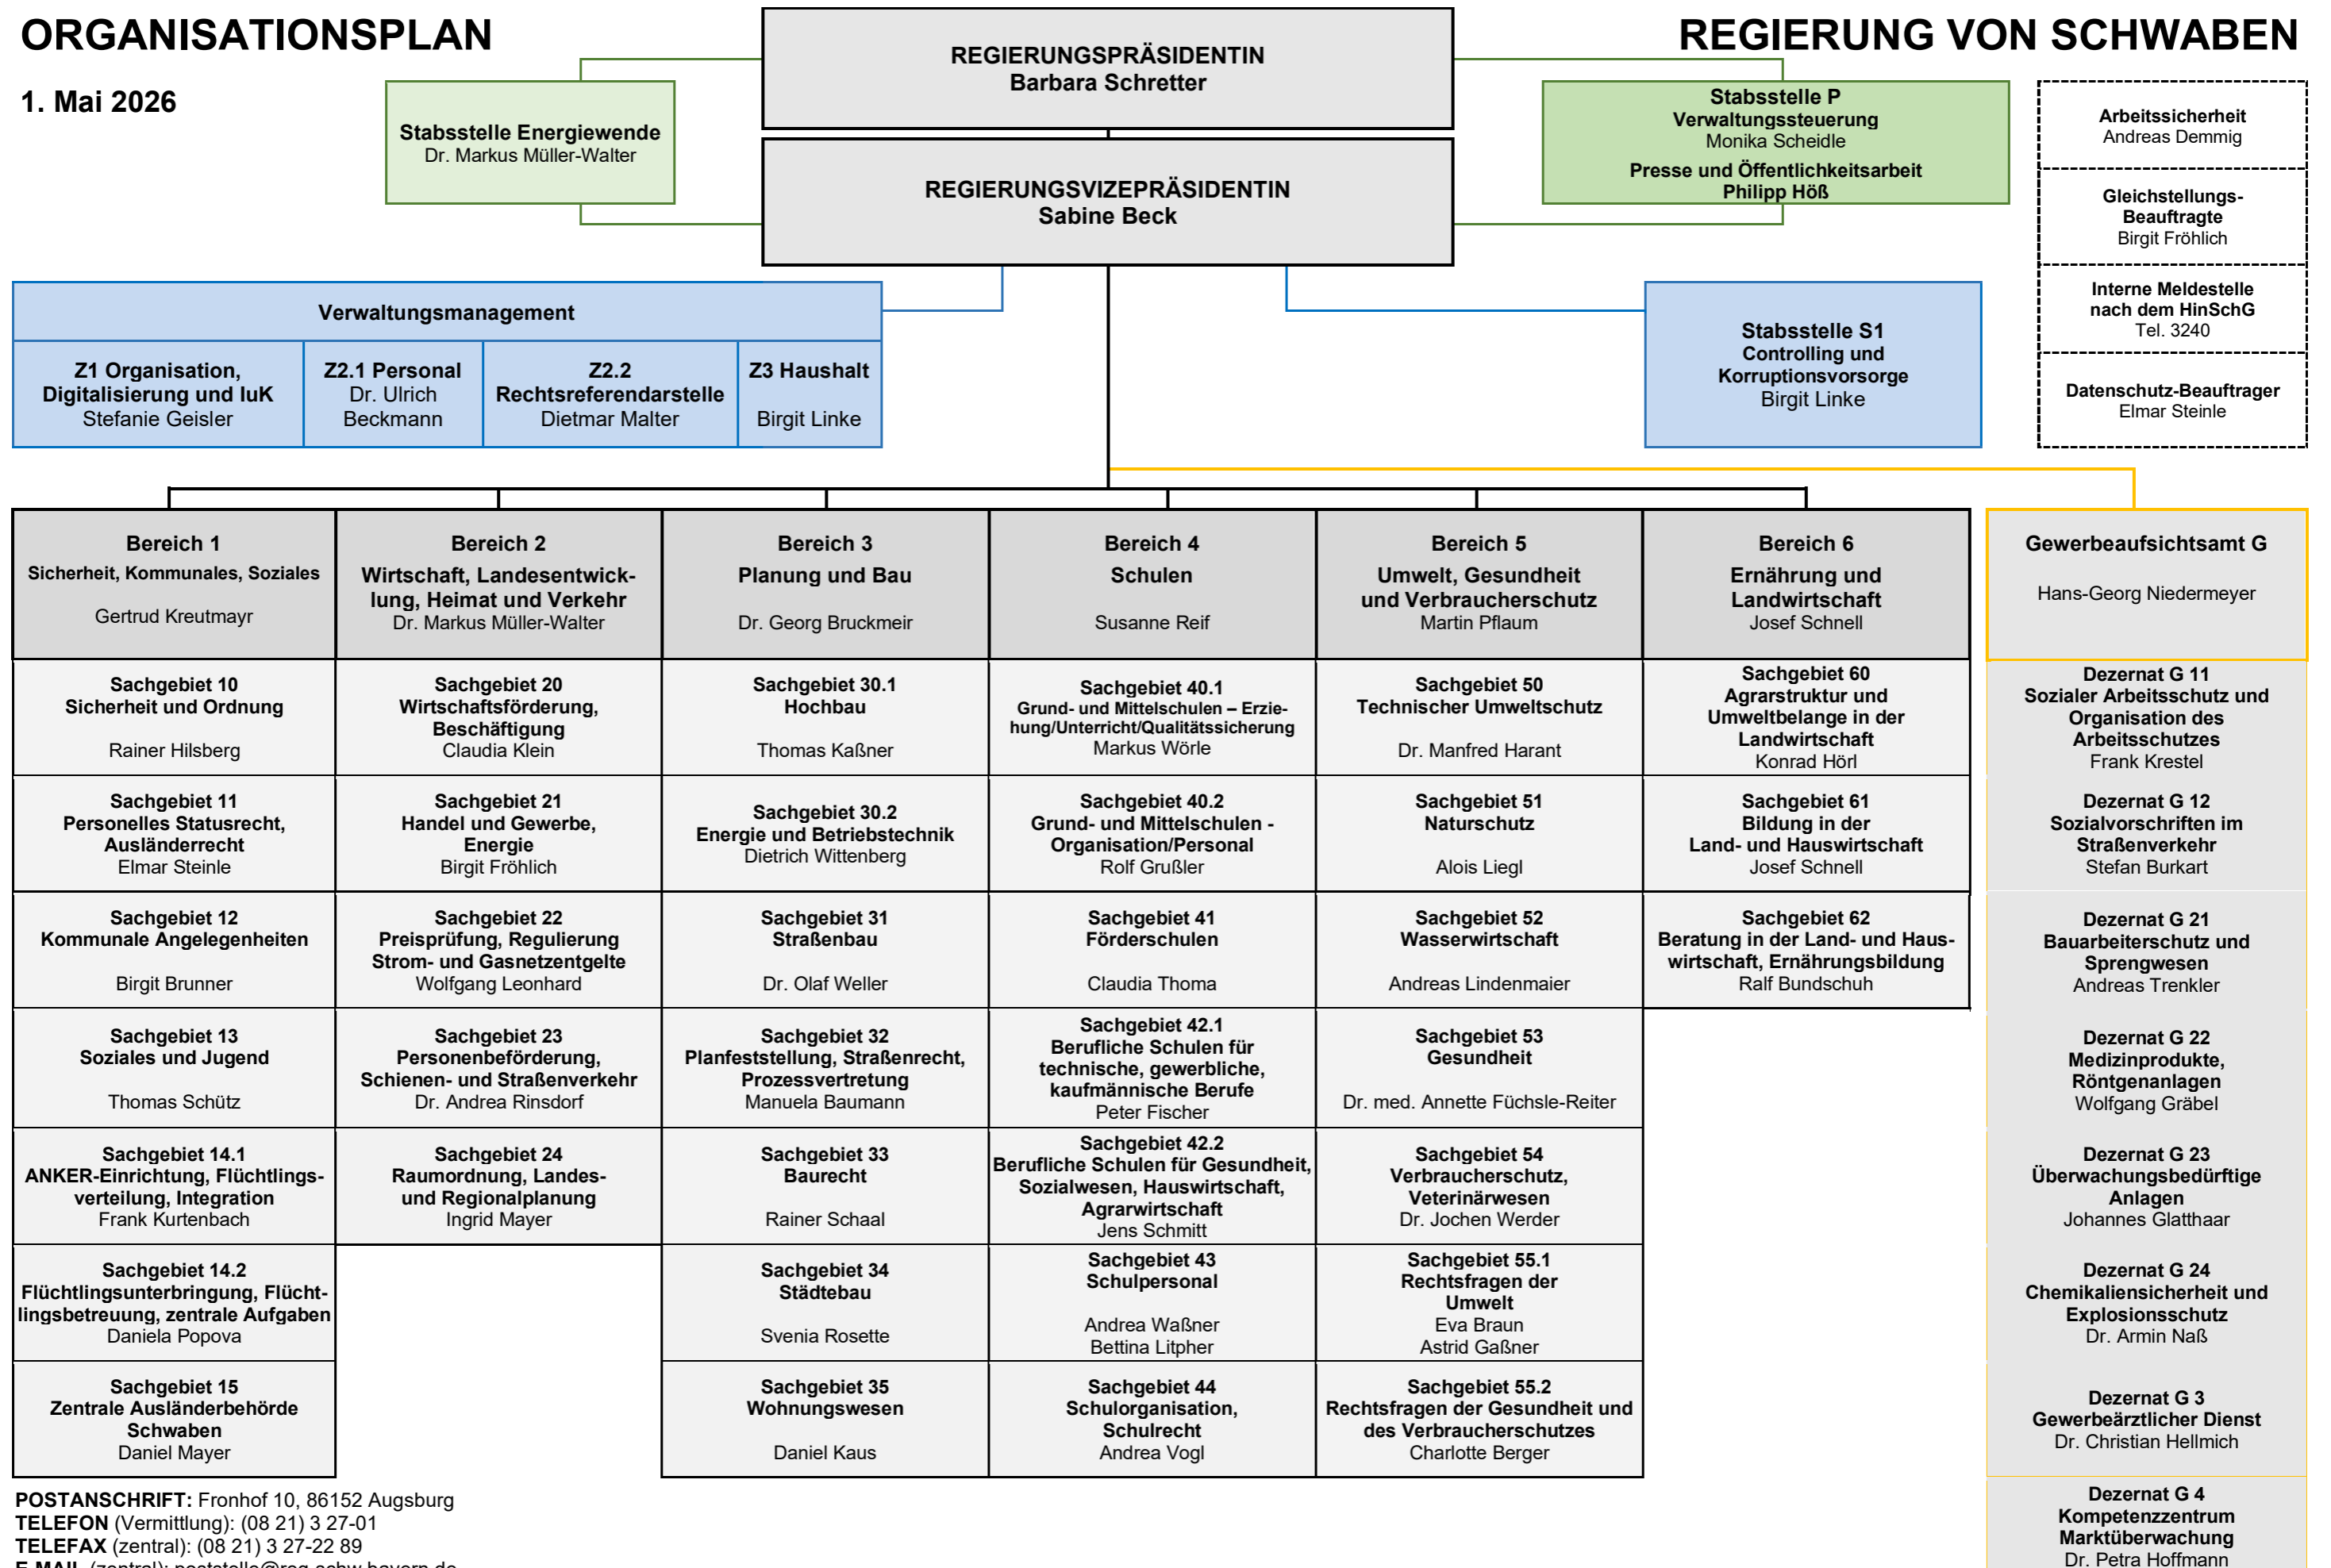 ORGANISATIONSPLAN
REGIERUNG VON SCHWABEN
1. Mai 2026
REGIERUNGSPRÄSIDENTIN
Barbara Schretter
REGIERUNGSVIZEPRÄSIDENTIN
Sabine Beck
Stabsstelle Energiewende
Dr. Markus Müller-Walter
Stabsstelle P
Verwaltungssteuerung
Monika Scheidle
Presse und Öffentlichkeitsarbeit
Philipp Höß
Arbeitssicherheit
Andreas Demmig
Gleichstellungs-
Beauftragte
Birgit Fröhlich
Interne Meldestelle
nach dem HinSchG
Tel. 3240
Datenschutz-Beauftrager
Elmar Steinle
Verwaltungsmanagement
Z1 Organisation,
Digitalisierung und IuK
Stefanie Geisler
Z2.1 Personal
Dr. Ulrich
Beckmann
Z2.2
Rechtsreferendarstelle
Dietmar Malter
Z3 Haushalt
Birgit Linke
Stabsstelle S1
Controlling und
Korruptionsvorsorge
Birgit Linke
Bereich 1
Sicherheit, Kommunales, Soziales
Gertrud Kreutmayr
Sachgebiet 10
Sicherheit und Ordnung
Rainer Hilsberg
Sachgebiet 11
Personelles Statusrecht,
Ausländerrecht
Elmar Steinle
Sachgebiet 12
Kommunale Angelegenheiten
Birgit Brunner
Sachgebiet 13
Soziales und Jugend
Thomas Schütz
Sachgebiet 14.1
ANKER-Einrichtung, Flüchtlings-
verteilung, Integration
Frank Kurtenbach
Sachgebiet 14.2
Flüchtlingsunterbringung, Flücht-
lingsbetreuung, zentrale Aufgaben
Daniela Popova
Sachgebiet 15
Zentrale Ausländerbehörde
Schwaben
Daniel Mayer
Bereich 2
Wirtschaft, Landesentwick-
lung, Heimat und Verkehr
Dr. Markus Müller-Walter
Sachgebiet 20
Wirtschaftsförderung,
Beschäftigung
Claudia Klein
Sachgebiet 21
Handel und Gewerbe,
Energie
Birgit Fröhlich
Sachgebiet 22
Preisprüfung, Regulierung
Strom- und Gasnetzentgelte
Wolfgang Leonhard
Sachgebiet 23
Personenbeförderung,
Schienen- und Straßenverkehr
Dr. Andrea Rinsdorf
Sachgebiet 24
Raumordnung, Landes-
und Regionalplanung
Ingrid Mayer
Bereich 3
Planung und Bau
Dr. Georg Bruckmeir
Sachgebiet 30.1
Hochbau
Thomas Kaßner
Sachgebiet 30.2
Energie und Betriebstechnik
Dietrich Wittenberg
Sachgebiet 31
Straßenbau
Dr. Olaf Weller
Sachgebiet 32
Planfeststellung, Straßenrecht,
Prozessvertretung
Manuela Baumann
Sachgebiet 33
Baurecht
Rainer Schaal
Sachgebiet 34
Städtebau
Svenia Rosette
Sachgebiet 35
Wohnungswesen
Daniel Kaus
Bereich 4
Schulen
Susanne Reif
Sachgebiet 40.1
Grund- und Mittelschulen – Erzie-
hung/Unterricht/Qualitätssicherung
Markus Wörle
Sachgebiet 40.2
Grund- und Mittelschulen -
Organisation/Personal
Rolf Grußler
Sachgebiet 41
Förderschulen
Claudia Thoma
Sachgebiet 42.1
Berufliche Schulen für
technische, gewerbliche,
kaufmännische Berufe
Peter Fischer
Sachgebiet 42.2
Berufliche Schulen für Gesundheit,
Sozialwesen, Hauswirtschaft,
Agrarwirtschaft
Jens Schmitt
Sachgebiet 43
Schulpersonal
Andrea Waßner
Bettina Litpher
Sachgebiet 44
Schulorganisation,
Schulrecht
Andrea Vogl
Bereich 5
Umwelt, Gesundheit
und Verbraucherschutz
Martin Pflaum
Sachgebiet 50
Technischer Umweltschutz
Dr. Manfred Harant
Sachgebiet 51
Naturschutz
Alois Liegl
Sachgebiet 52
Wasserwirtschaft
Andreas Lindenmaier
Sachgebiet 53
Gesundheit
Dr. med. Annette Füchsle-Reiter
Sachgebiet 54
Verbraucherschutz,
Veterinärwesen
Dr. Jochen Werder
Sachgebiet 55.1
Rechtsfragen der
Umwelt
Eva Braun
Astrid Gaßner
Sachgebiet 55.2
Rechtsfragen der Gesundheit und
des Verbraucherschutzes
Charlotte Berger
Bereich 6
Ernährung und
Landwirtschaft
Josef Schnell
Sachgebiet 60
Agrarstruktur und
Umweltbelange in der
Landwirtschaft
Konrad Hörl
Sachgebiet 61
Bildung in der
Land- und Hauswirtschaft
Josef Schnell
Sachgebiet 62
Beratung in der Land- und Haus-
wirtschaft, Ernährungsbildung
Ralf Bundschuh
Gewerbeaufsichtsamt G
Hans-Georg Niedermeyer
Dezernat G 11
Sozialer Arbeitsschutz und
Organisation des
Arbeitsschutzes
Frank Krestel
Dezernat G 12
Sozialvorschriften im
Straßenverkehr
Stefan Burkart
Dezernat G 21
Bauarbeiterschutz und
Sprengwesen
Andreas Trenkler
Dezernat G 22
Medizinprodukte,
Röntgenanlagen
Wolfgang Gräbel
Dezernat G 23
Überwachungsbedürftige
Anlagen
Johannes Glatthaar
Dezernat G 24
Chemikaliensicherheit und
Explosionsschutz
Dr. Armin Naß
Dezernat G 3
Gewerbeärztlicher Dienst
Dr. Christian Hellmich
Dezernat G 4
Kompetenzzentrum
Marktüberwachung
Dr. Petra Hoffmann
POSTANSCHRIFT: Fronhof 10, 86152 Augsburg
TELEFON (Vermittlung): (08 21) 3 27-01
TELEFAX (zentral): (08 21) 3 27-22 89
E-MAIL (zentral): poststelle@reg-schw.bayern.de